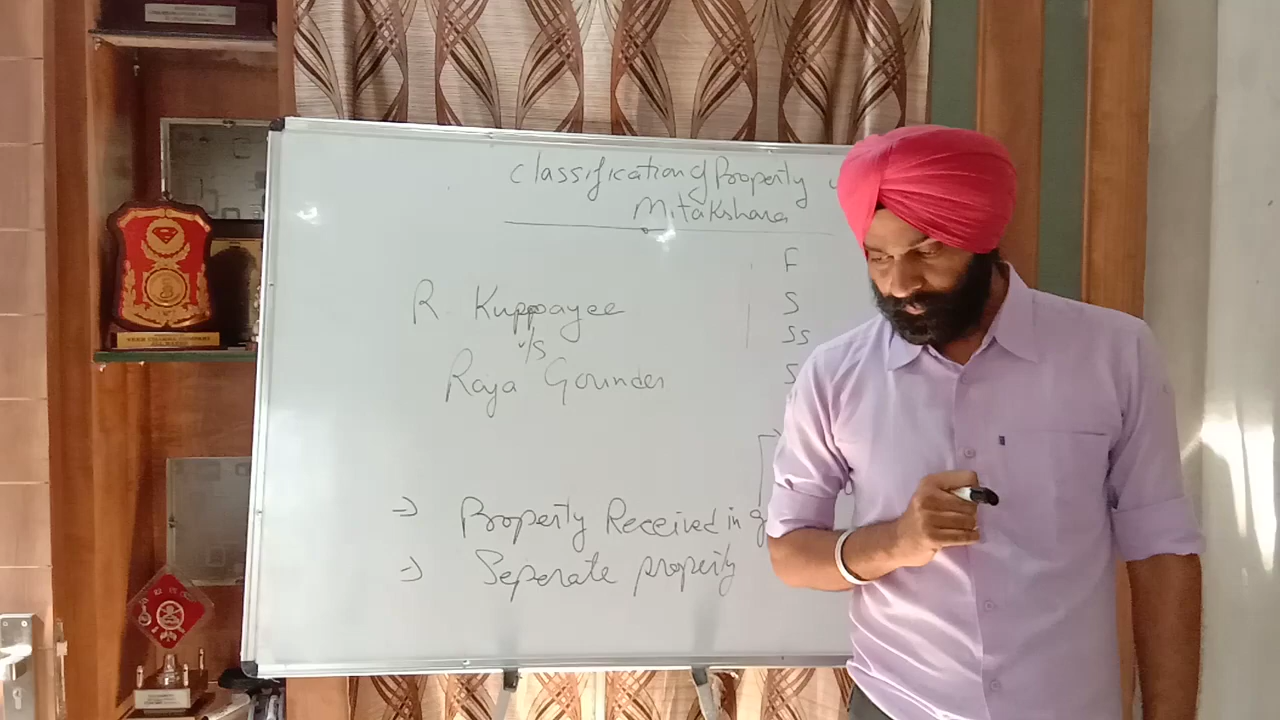 Classification of Property
Mitakshara
F
S
SS
S
R. Kuppayee
v/s
Raja Gounder
→ Property Received in g
→ Seperate property